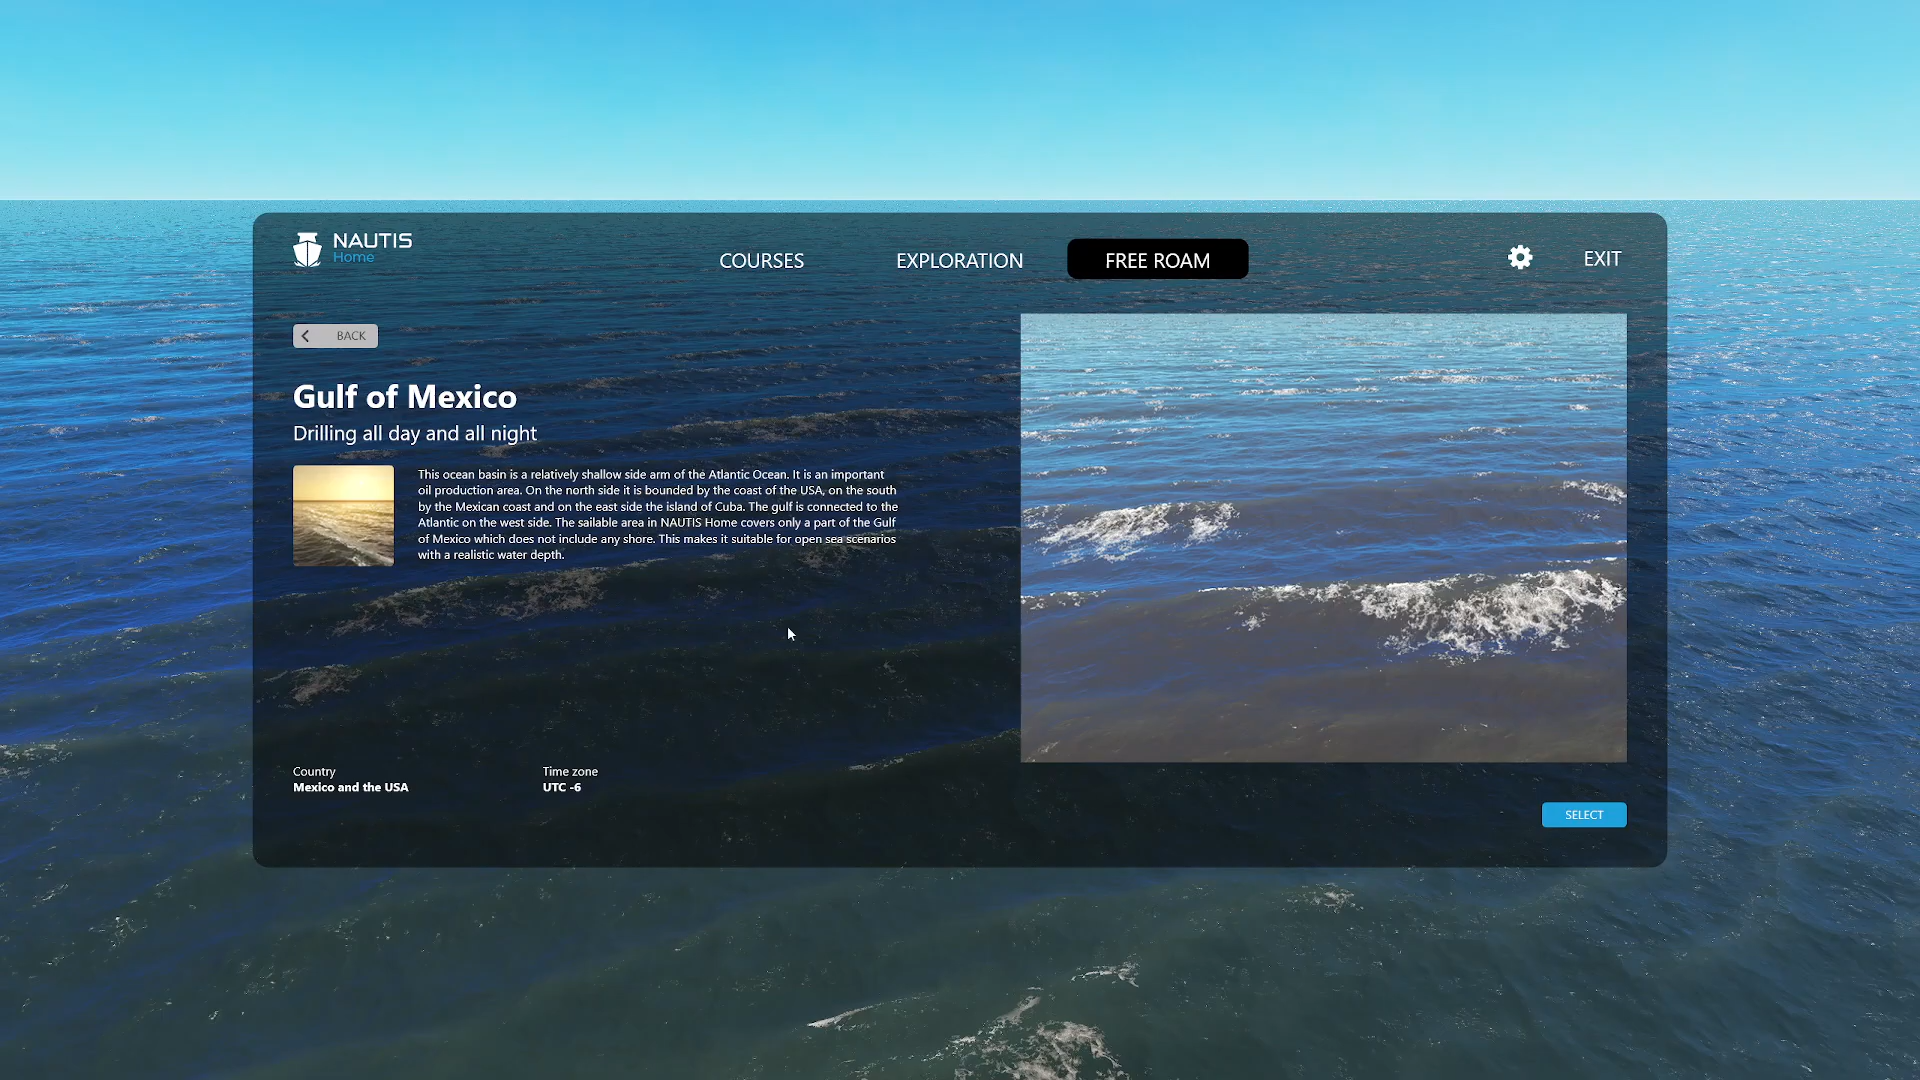 NAUTIS
Home
COURSES
EXPLORATION
FREE ROAM
EXIT
BACK
Gulf of Mexico
Drilling all day and all night
This ocean basin is a relatively shallow side arm of the Atlantic Ocean. It is an important
oil production area. On the north side it is bounded by the coast of the USA, on the south
by the Mexican coast and on the east side the island of Cuba. The gulf is connected to the
Atlantic on the west side. The sailable area in NAUTIS Home covers only a part of the Gulf
of Mexico which does not include any shore. This makes it suitable for open sea scenarios
with a realistic water depth.
Country
Mexico and the USA
Time zone
UTC -6
SELECT